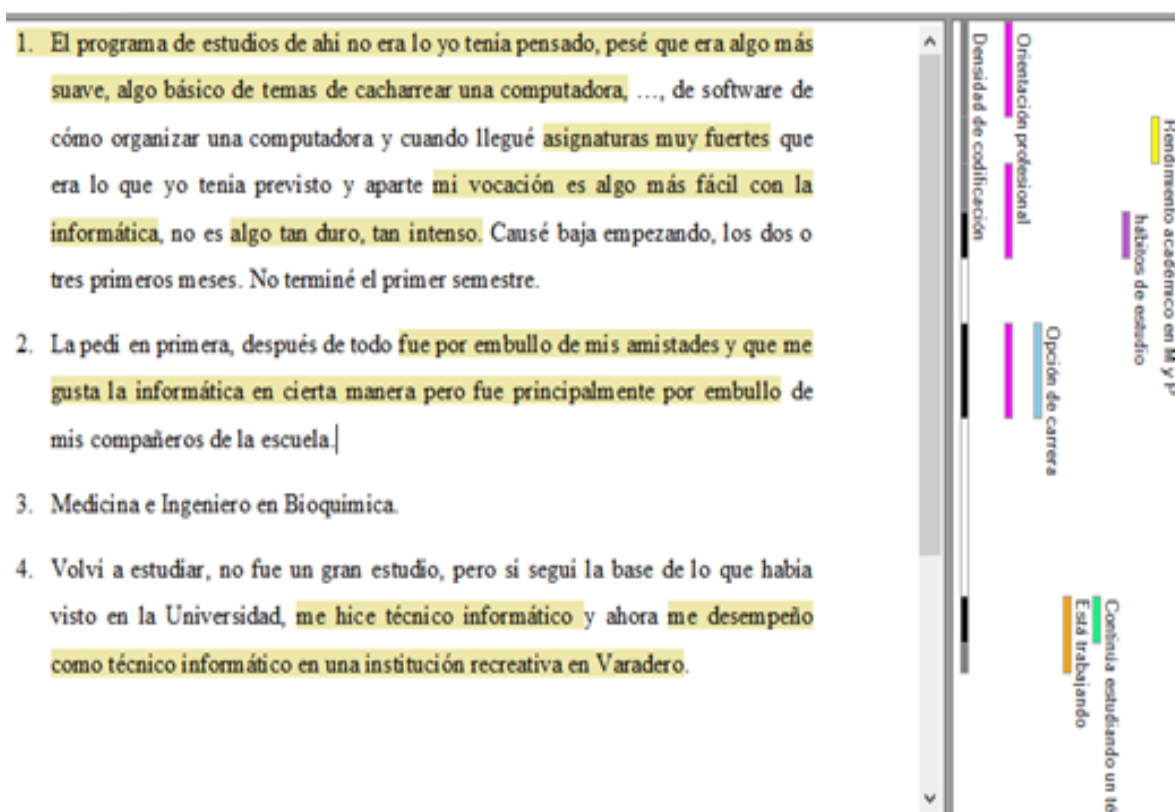 1. El programa de estudios de ahi no era lo yo tenia pensado, pesé que era algo más
suave, algo básico de temas de cacharrear una computadora, …, de software de
cómo organizar una computadora y cuando llegué asignaturas muy fuertes que
era lo que yo tenia previsto y aparte mi vocación es algo más fácil con la
informática, no es algo tan duro, tan intenso. Causé baja empezando, los dos o
tres primeros meses. No terminé el primer semestre.
2. La pedi en primera, después de todo fue por embullo de mis amistades y que me
gusta la informática en cierta manera pero fue principalmente por embullo de
mis compañeros de la escuela.
3. Medicina e Ingeniero en Bioquimica.
4. Volvi a estudiar, no fue un gran estudio, pero si segui la base de lo que habia
visto en la Universidad, me hice técnico informático y ahora me desempeño
como técnico informático en una institución recreativa en Varadero.
Densidad de codificación
Orientación profesional
Opción de carrera
Está trabajando
Continúa estudiando un té
hábitos de estudio
Rendimiento académico en M y F